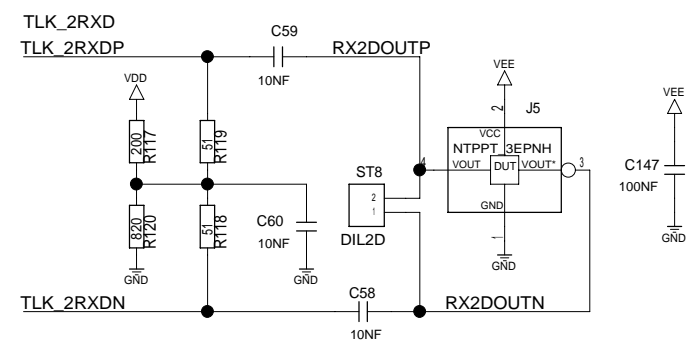 TLK_2RXD
TLK_2RXDP
C59
10NF
RX2DOUTP
VEE
2
J5
VEE
VDD
200
R117
51
R119
VCC
NTPPT_3EPNH
4
VOUT
DUT
VOUT*
3
GND
1
GND
C147
100NF
GND
ST8
2
1
DIL2D
820
R120
51
R118
C60
10NF
GND
GND
TLK_2RXDN
C58
10NF
RX2DOUTN